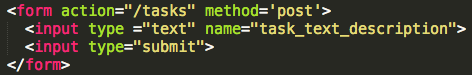 <form action="/tasks" method='post'>
<input type ="text" name="task_text_description">
<input type="submit">
</form>